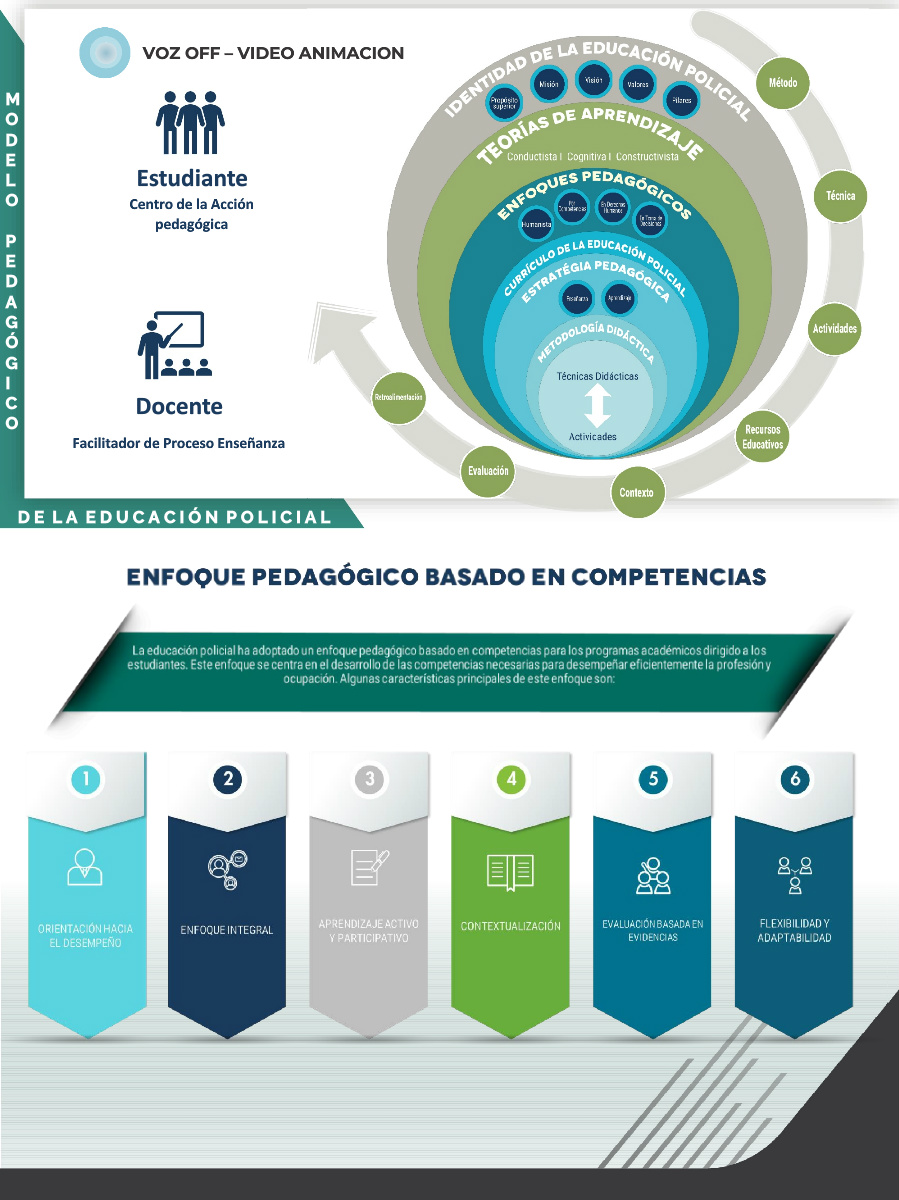 MODELO PEDAGÓGICO
DE LA EDUCACIÓN POLICIAL
VOZ OFF – VIDEO ANIMACION
Estudiante
Centro de la Acción
pedagógica
Docente
Facilitador de Proceso Enseñanza
IDENTIDAD DE LA EDUCACIÓN POLICIAL
Propósito
superior
Misión
Visión
Valores
Pilares
TEORÍAS DE APRENDIZAJE
Conductista I Cognitiva I Constructivista
ENFOQUES PEDAGÓGICOS
Humanista
Por
Competencias
En Derechos
Humanos
En Toma de
Decisiones
CURRÍCULO DE LA EDUCACIÓN POLICIAL
ESTRATÉGIA PEDAGÓGICA
Enseñanza
Aprendizaje
METODOLOGÍA DIDÁCTICA
Técnicas Didácticas
Actividades
Método
Técnica
Actividades
Recursos
Educativos
Contexto
Evaluación
Retroalimentación
ENFOQUE PEDAGÓGICO BASADO EN COMPETENCIAS
La educación policial ha adoptado un enfoque pedagógico basado en competencias para los programas académicos dirigido a los
estudiantes. Este enfoque se centra en el desarrollo de las competencias necesarias para desempeñar eficientemente la profesión y
ocupación. Algunas características principales de este enfoque son:
1
ORIENTACIÓN HACIA
EL DESEMPEÑO
2
ENFOQUE INTEGRAL
3
APRENDIZAJE ACTIVO
Y PARTICIPATIVO
4
CONTEXTUALIZACIÓN
5
EVALUACIÓN BASADA EN
EVIDENCIAS
6
FLEXIBILIDAD Y
ADAPTABILIDAD